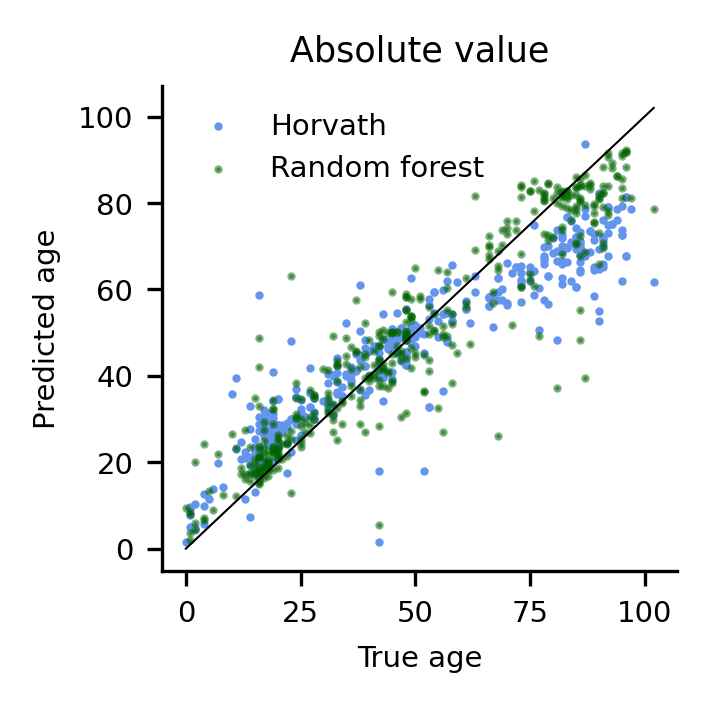 Absolute value
Horvath
Random forest
100
80
60
40
20
0
Predicted age
0 25 50 75 100
True age